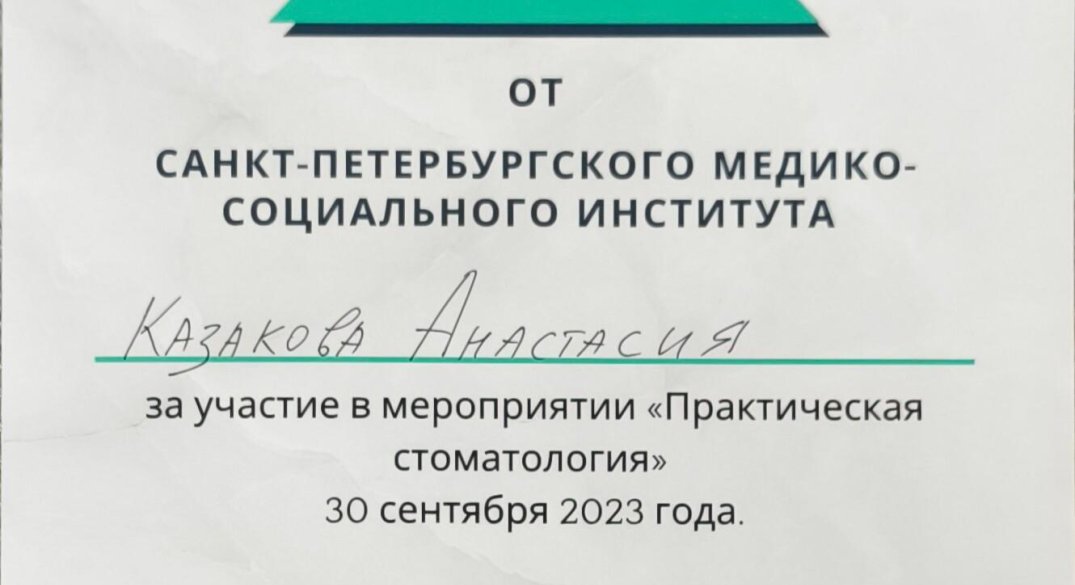 ОТ
САНКТ-ПЕТЕРБУРГСКОГО МЕДИКО-
СОЦИАЛЬНОГО ИНСТИТУТА
Казакова Анастасия
за участие в мероприятии «Практическая
стоматология»
30 сентября 2023 года.